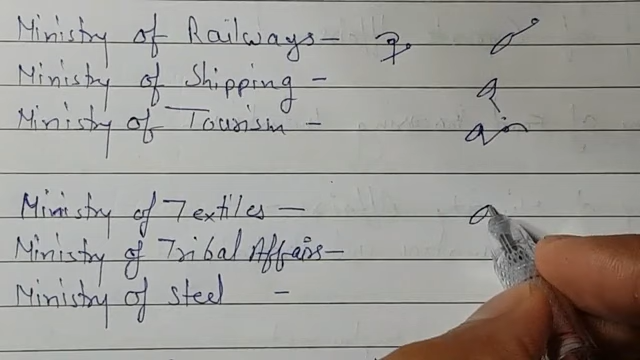 Ministry of Railways –
Ministry of Shipping –
Ministry of Tourism –
Ministry of Textiles –
Ministry of Tribal Affairs –
Ministry of Steel –